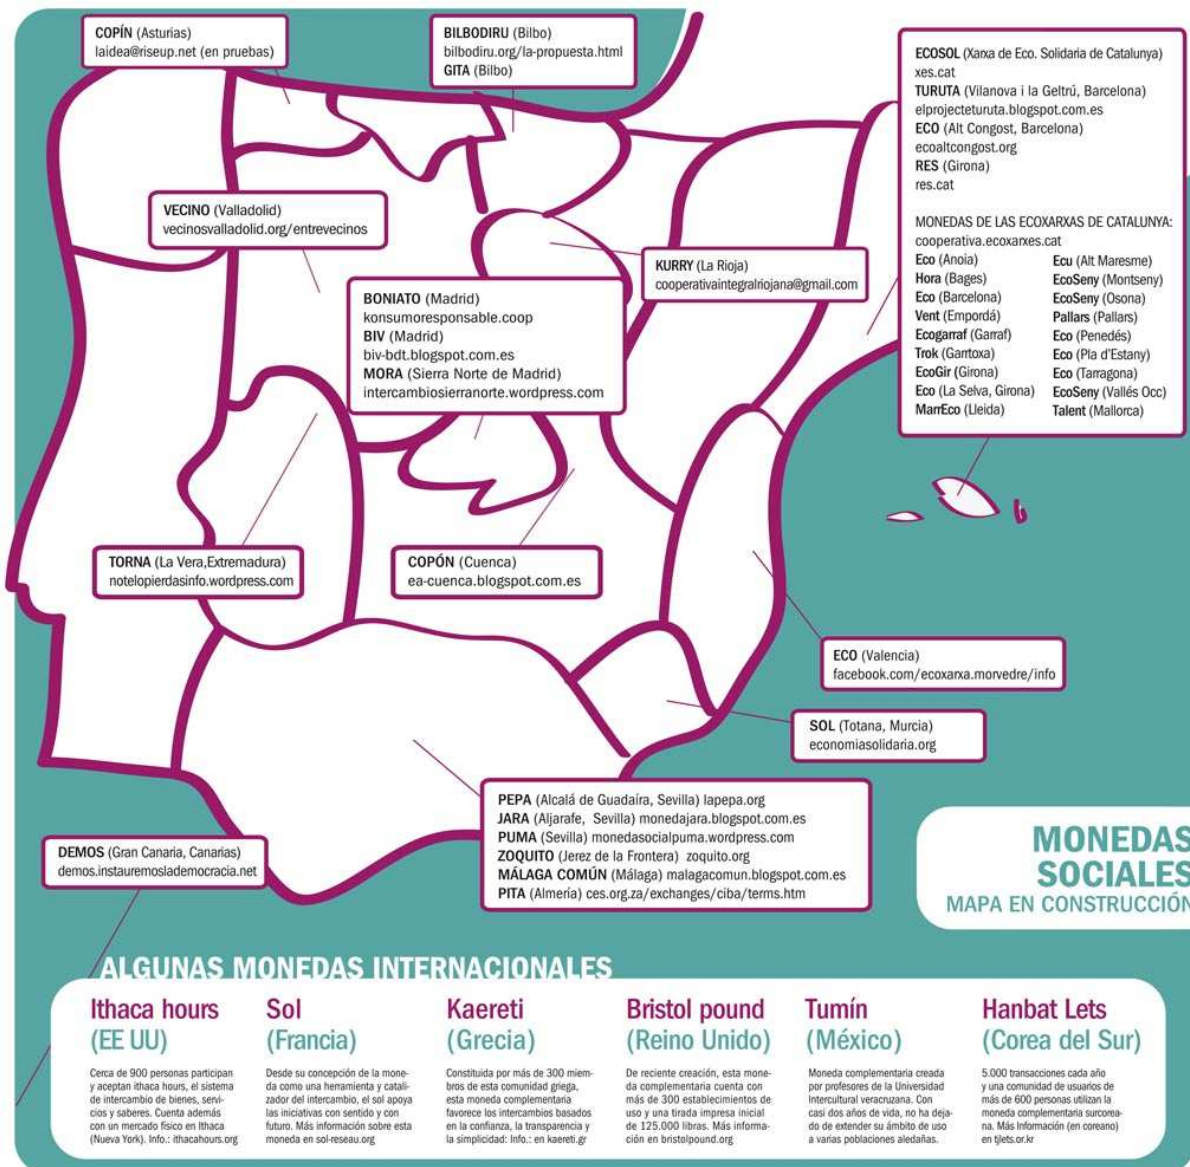 COPÍN (Asturias)
laidea@riseup.net (en pruebas)
BILBODIRU (Bilbo)
bilbodiru.org/la-propuesta.html
GITA (Bilbo)
ECOSOL (Xarxa de Eco. Solidaria de Catalunya)
xes.cat
TURUTA (Vilanova i la Geltrú, Barcelona)
elprojecteturuta.blogspot.com.es
ECO (Alt Congost, Barcelona)
ecoaltcongost.org
RES (Girona)
res.cat
MONEDAS DE LAS ECOXARXAS DE CATALUNYA:
cooperativa.ecoxarxes.cat
Eco (Anoia)
Hora (Bages)
Eco (Barcelona)
Vent (Empordá)
Ecogarraf (Garraf)
Trok (Garrtoxa)
EcoGir (Girona)
Eco (La Selva, Girona)
MarrEco (Lleida)
Ecu (Alt Maresme)
EcoSeny (Montseny)
EcoSeny (Osona)
Pallars (Pallars)
Eco (Penedés)
Eco (Pla d'Estany)
Eco (Tarragona)
EcoSeny (Vallés Occ)
Talent (Mallorca)
VECINO (Valladolid)
vecinosvalladolid.org/entrevecinos
KURRY (La Rioja)
cooperativaintegralriojana@gmail.com
BONIATO (Madrid)
konsumoresponsable.coop
BIV (Madrid)
biv-bdt.blogspot.com.es
MORA (Sierra Norte de Madrid)
intercambiosierranorte.wordpress.com
TORNA (La Vera,Extremadura)
notelopierdasinfo.wordpress.com
COPÓN (Cuenca)
ea-cuenca.blogspot.com.es
ECO (Valencia)
facebook.com/ecoxarxa.morvedre/info
SOL (Totana, Murcia)
economiasolidaria.org
PEPA (Alcalá de Guadaíra, Sevilla) lapepa.org
JARA (Aljarafe, Sevilla) monedajara.blogspot.com.es
PUMA (Sevilla) monedasocialpuma.wordpress.com
ZOQUITO (Jerez de la Frontera) zoquito.org
MÁLAGA COMÚN (Málaga) malagacomun.blogspot.com.es
PITA (Almería) ces.org.za/exchanges/ciba/terms.htm
DEMOS (Gran Canaria, Canarias)
demos.instauremoslademocracia.net
MONEDAS
SOCIALES
MAPA EN CONSTRUCCIÓN
ALGUNAS MONEDAS INTERNACIONALES
Ithaca hours
(EE UU)
Cerca de 900 personas participan
y aceptan ithaca hours, el sistema
de intercambio de bienes, servi-
cios y saberes. Cuenta además
con un mercado físico en Ithaca
(Nueva York). Info.: ithacahours.org
Sol
(Francia)
Desde su concepción de la mone-
da como una herramienta y catali-
zador del intercambio, el sol apoya
las iniciativas con sentido y con
futuro. Más información sobre esta
moneda en sol-reseau.org
Kaereti
(Grecia)
Constituida por más de 300 miem-
bros de esta comunidad griega,
esta moneda complementaria
favorece los intercambios basados
en la confianza, la transparencia y
la simplicidad: Info.: en kaereti.gr
Bristol pound
(Reino Unido)
De reciente creación, esta mone-
da complementaria cuenta con
más de 300 establecimientos de
uso y una tirada impresa inicial
de 125.000 libras. Más informa-
ción en bristolpound.org
Tumín
(México)
Moneda complementaria creada
por profesores de la Universidad
Intercultural veracruzana. Con
casi dos años de vida, no ha deja-
do de extender su ámbito de uso
a varias poblaciones aledañas.
Hanbat Lets
(Corea del Sur)
5.000 transacciones cada año
y una comunidad de usuarios de
más de 600 personas utilizan la
moneda complementaria surcorea-
na. Más Información (en coreano)
en tjlets.or.kr